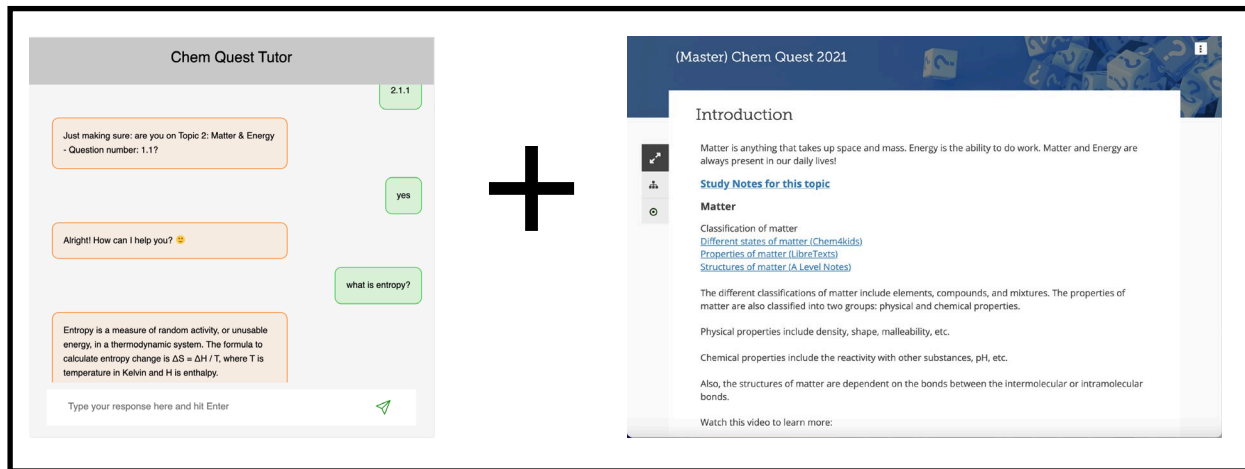 Chem Quest Tutor
2.1.1
Just making sure: are you on Topic 2: Matter & Energy
- Question number: 1.1?
yes
Alright! How can I help you? 🙂
what is entropy?
Entropy is a measure of random activity, or unusable
energy, in a thermodynamic system. The formula to
calculate entropy change is ΔS = ΔH / T, where T is
temperature in Kelvin and H is enthalpy.
Type your response here and hit Enter
(Master) Chem Quest 2021
Introduction
Matter is anything that takes up space and mass. Energy is the ability to do work. Matter and Energy are
always present in our daily lives!
Study Notes for this topic
Matter
Classification of matter
Different states of matter (Chem4kids)
Properties of matter (LibreTexts)
Structures of matter (A Level Notes)
The different classifications of matter include elements, compounds, and mixtures. The properties of
matter are also classified into two groups: physical and chemical properties.
Physical properties include density, shape, malleability, etc.
Chemical properties include the reactivity with other substances, pH, etc.
Also, the structures of matter are dependent on the bonds between the intermolecular or intramolecular
bonds.
Watch this video to learn more: